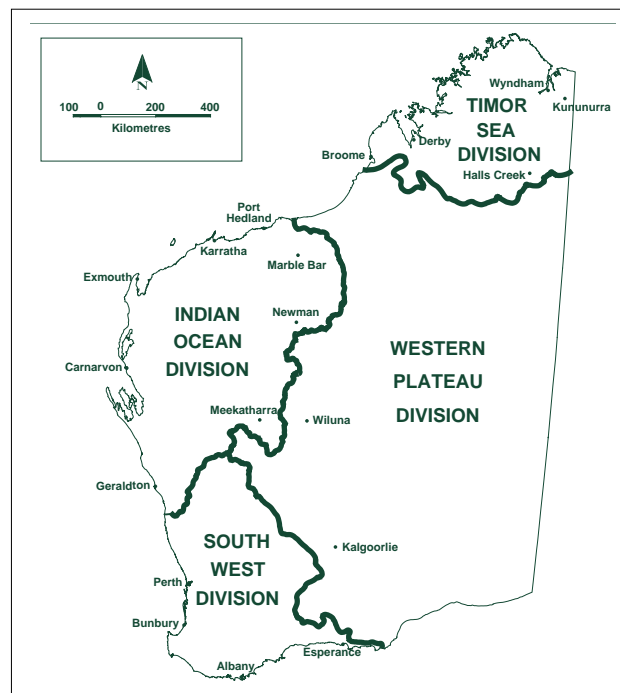 N
100 0 200 400
Kilometres
Wyndham
Kununurra
TIMOR
SEA
DIVISION
Derby
Broome
Halls Creek
Port
Hedland
Karratha
Marble Bar
Exmouth
INDIAN
OCEAN
DIVISION
Newman
WESTERN
PLATEAU
DIVISION
Carnarvon
Meekatharra
Wiluna
Geraldton
SOUTH
WEST
DIVISION
Kalgoorlie
Perth
Bunbury
Esperance
Albany